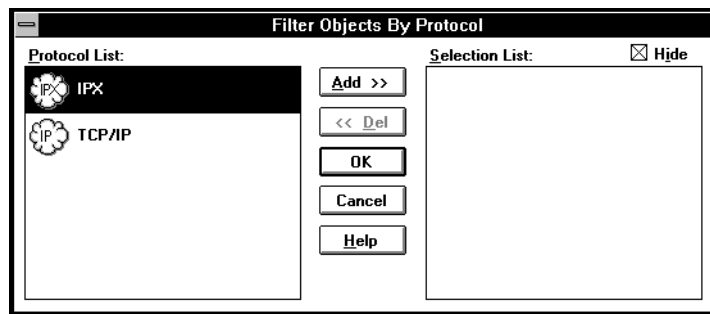 Filter Objects By Protocol
Protocol List:
IPX IPX
IP TCP/IP
Add >>
<< Del
OK
Cancel
Help
Selection List:
Hide